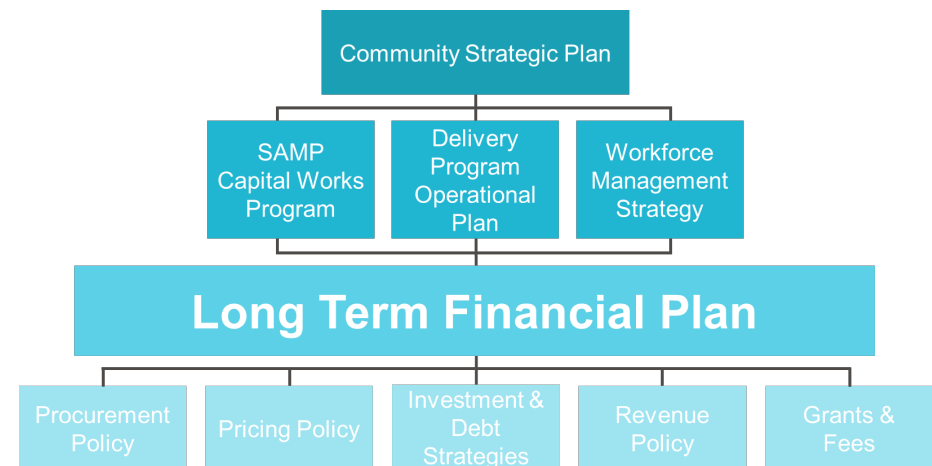 Community Strategic Plan
SAMP
Capital Works
Program
Delivery
Program
Operational
Plan
Workforce
Management
Strategy
Long Term Financial Plan
Procurement
Policy
Pricing Policy
Investment &
Debt
Strategies
Revenue
Policy
Grants &
Fees